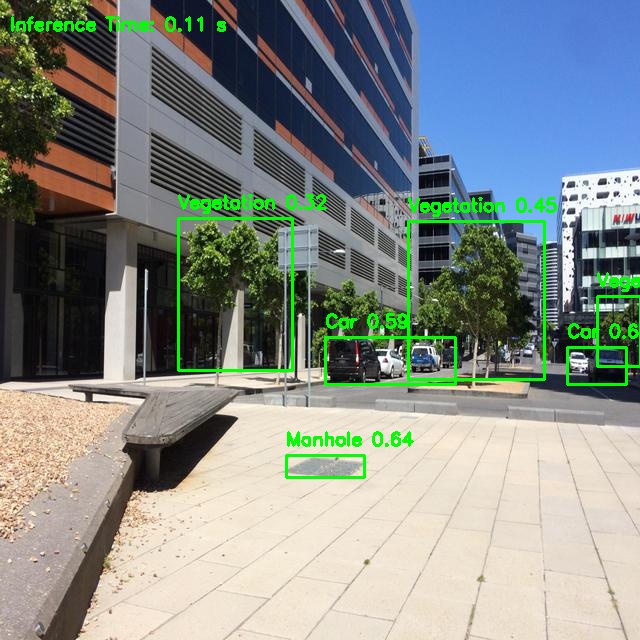 Inference Time: 0.11 s
Vegetation 0.32
Vegetation 0.45
Vege
Car 0.59
Car 0.6
Manhole 0.64